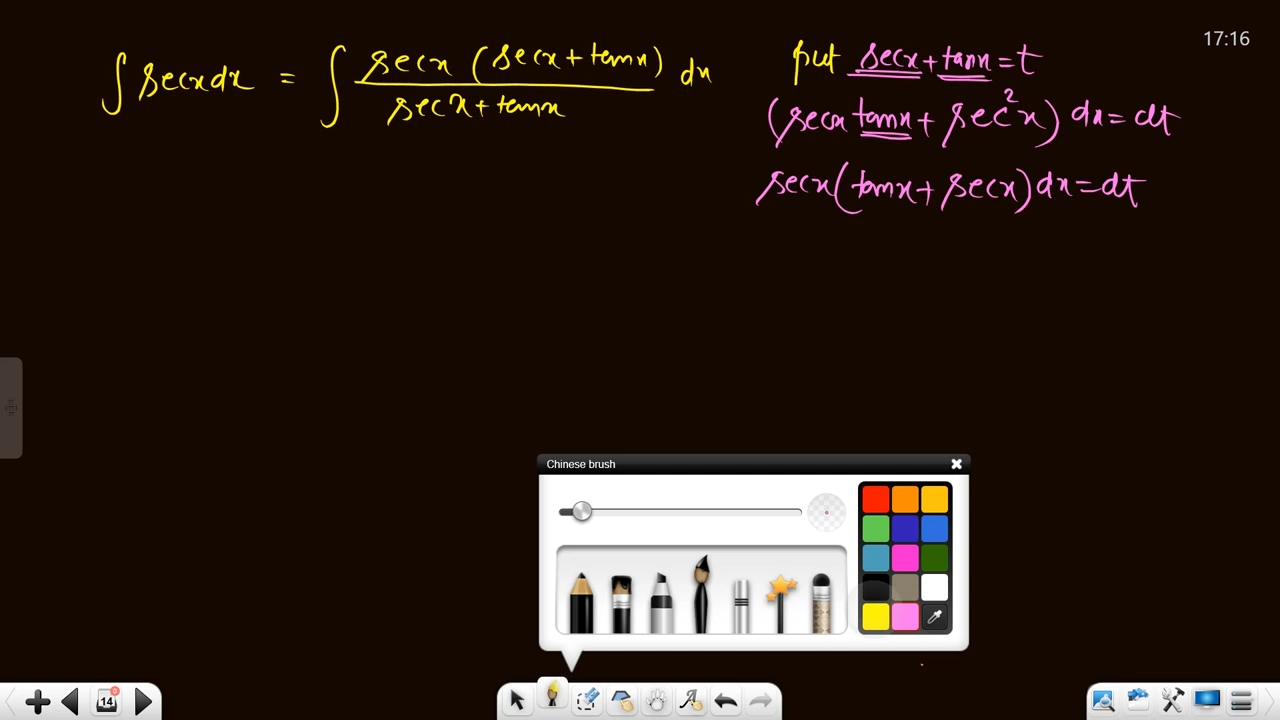 ∫ secx dx = ∫ secx (secx + tanx) / secx + tanx dx
put secx + tanx = t
(secx tanx + sec²x) dx = dt
secx (tanx + secx) dx = dt
17:16
Chinese brush
14
0